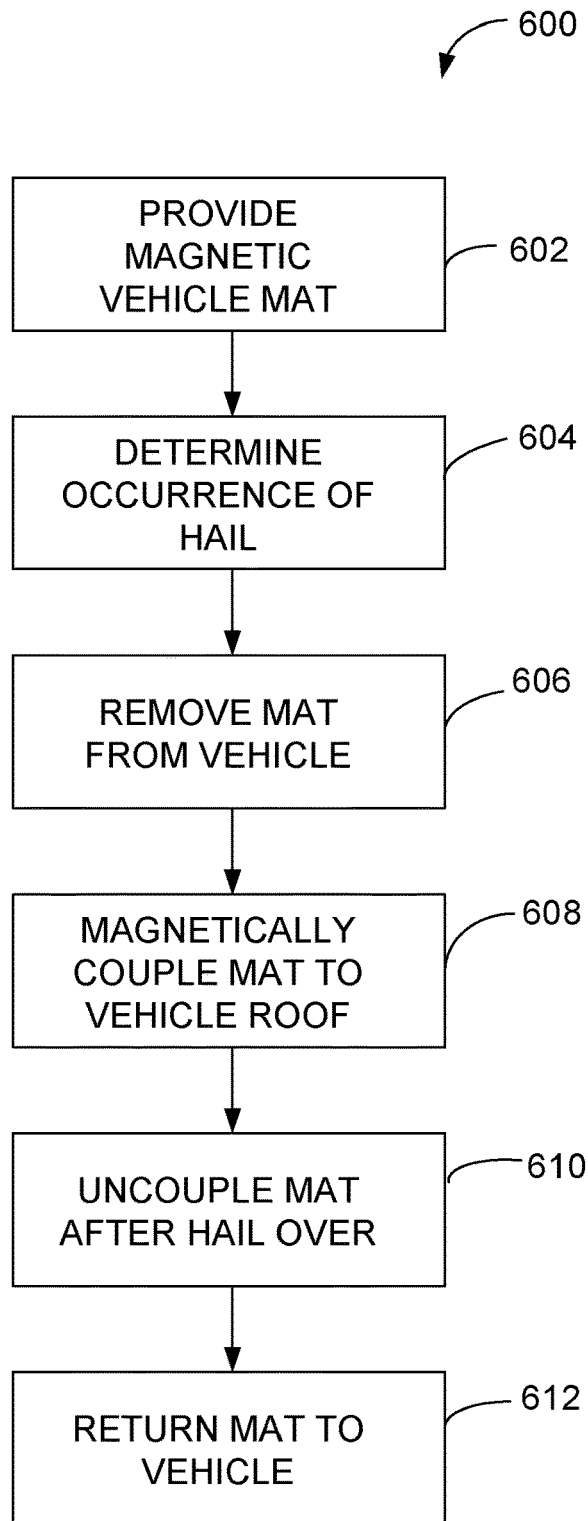 600
PROVIDE
MAGNETIC
VEHICLE MAT
602
DETERMINE
OCCURRENCE OF
HAIL
604
REMOVE MAT
FROM VEHICLE
606
MAGNETICALLY
COUPLE MAT TO
VEHICLE ROOF
608
UNCOUPLE MAT
AFTER HAIL OVER
610
RETURN MAT TO
VEHICLE
612